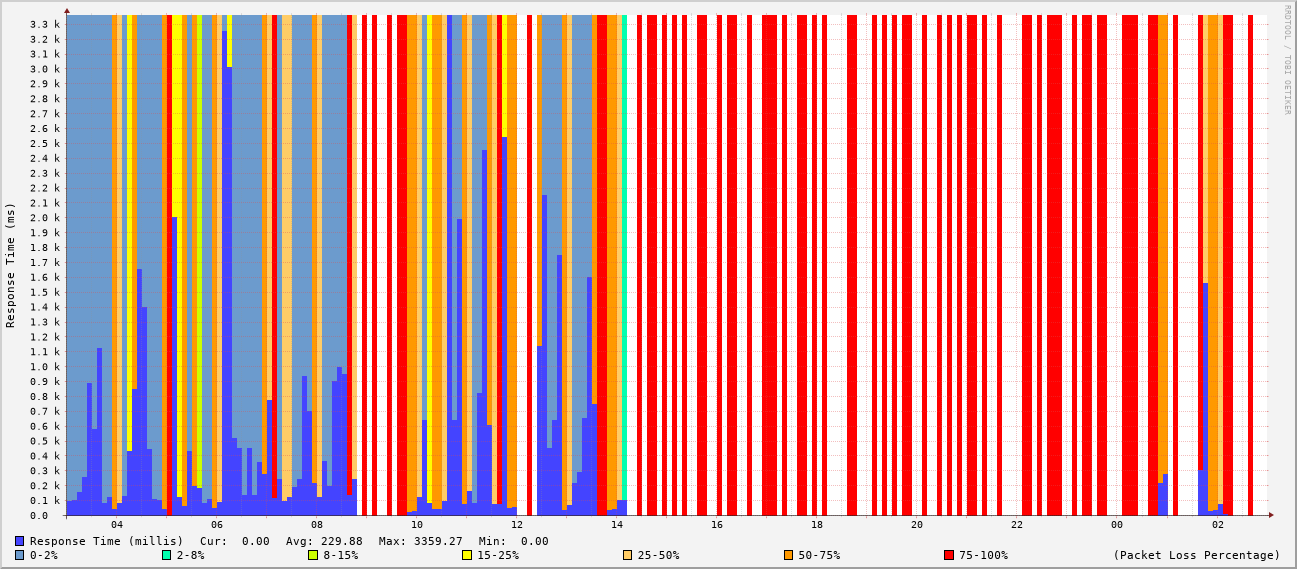 3.3 k
3.2 k
3.1 k
3.0 k
2.9 k
2.8 k
2.7 k
2.6 k
2.5 k
2.4 k
2.3 k
2.2 k
2.1 k
2.0 k
1.9 k
1.8 k
1.7 k
1.6 k
1.5 k
1.4 k
1.3 k
1.2 k
1.1 k
1.0 k
0.9 k
0.8 k
0.7 k
0.6 k
0.5 k
0.4 k
0.3 k
0.2 k
0.1 k
0.0
Response Time (ms)
RRDTOOL / TOBI OETIKER
04 06 08 10 12 14 16 18 20 22 00 02
Response Time (millis) Cur: 0.00 Avg: 229.88 Max: 3359.27 Min: 0.00
0-2% 2-8% 8-15% 15-25% 25-50% 50-75% 75-100% (Packet Loss Percentage)